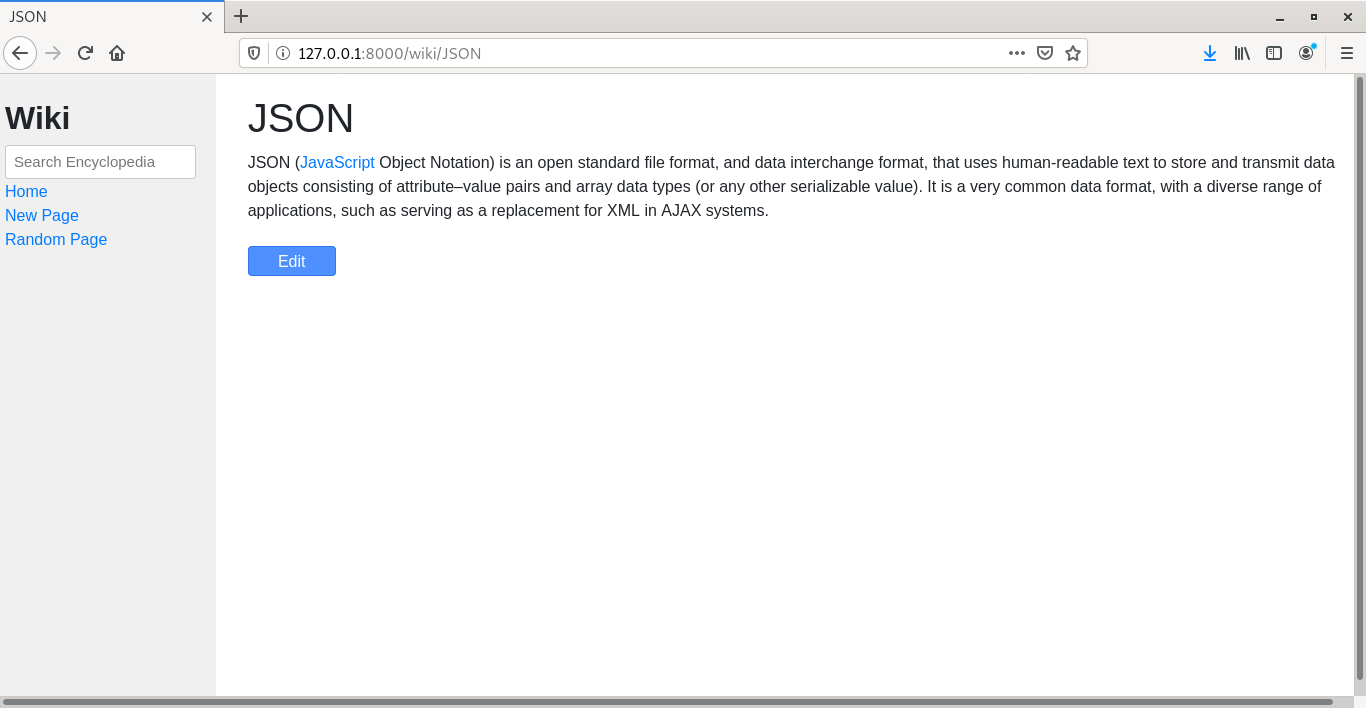 JSON
127.0.0.1:8000/wiki/JSON
Wiki
Search Encyclopedia
Home
New Page
Random Page
JSON
JSON (JavaScript Object Notation) is an open standard file format, and data interchange format, that uses human-readable text to store and transmit data
objects consisting of attribute–value pairs and array data types (or any other serializable value). It is a very common data format, with a diverse range of
applications, such as serving as a replacement for XML in AJAX systems.
Edit